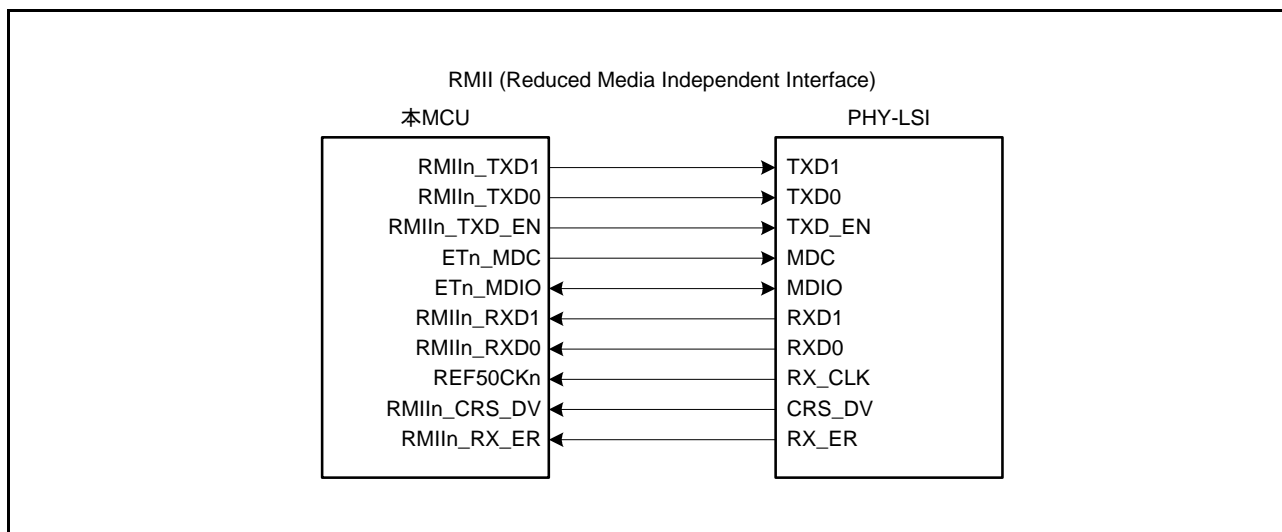 RMII (Reduced Media Independent Interface)
本MCU PHY-LSI
RMIIn_TXD1 TXD1
RMIIn_TXD0 TXD0
RMIIn_TXD_EN TXD_EN
ETn_MDC MDC
ETn_MDIO MDIO
RMIIn_RXD1 RXD1
RMIIn_RXD0 RXD0
REF50CKn RX_CLK
RMIIn_CRS_DV CRS_DV
RMIIn_RX_ER RX_ER